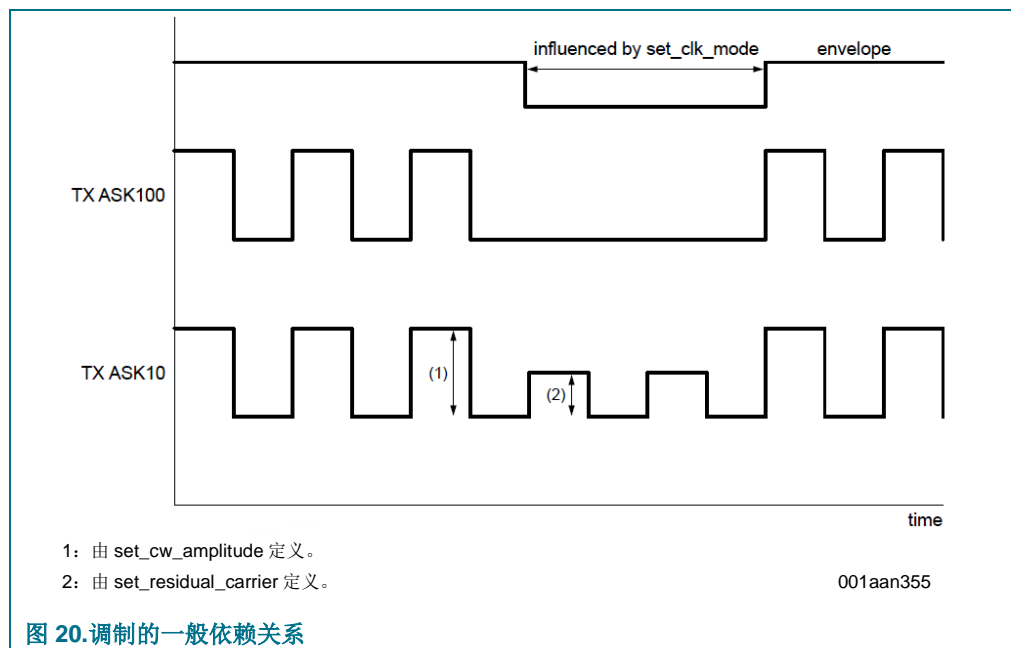 influenced by set_clk_mode envelope
TX ASK100
TX ASK10
(1)
(2)
time
1：由 set_cw_amplitude 定义。
2：由 set_residual_carrier 定义。 001aan355
图 20.调制的一般依赖关系